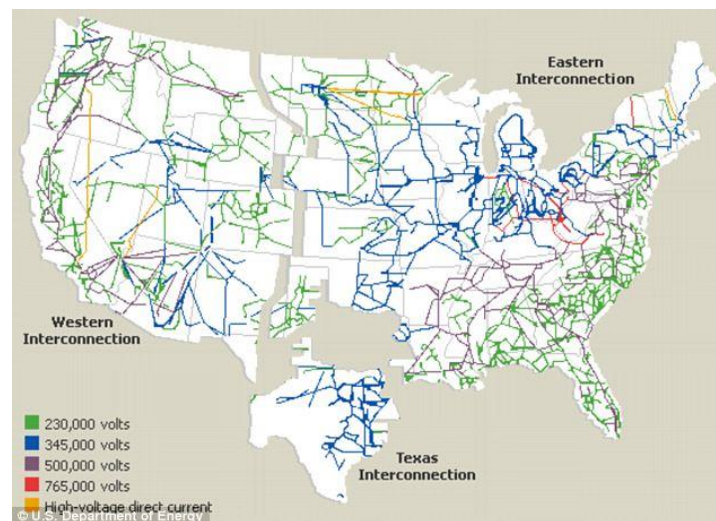 Eastern
Interconnection
Western
Interconnection
Texas
Interconnection
230,000 volts
345,000 volts
500,000 volts
765,000 volts
High-voltage direct current
© U.S. Department of Energy